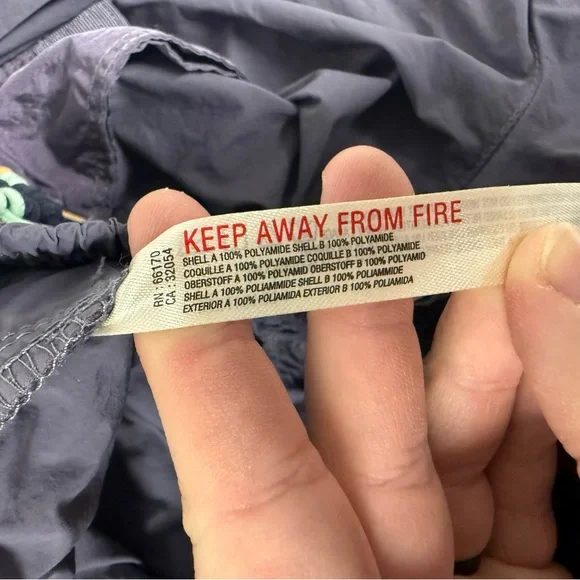 KEEP AWAY FROM FIRE
SHELL A 100% POLYAMIDE SHELL B 100% POLYAMIDE
COQUILLE A 100% POLYAMIDE COQUILLE B 100% POLYAMIDE
OBERSTOFF A 100% POLYAMID OBERSTOFF B 100% POLYAMID
SHELL A 100% POLIAMMIDE SHELL B 100% POLIAMMIDE
EXTERIOR A 100% POLIAMIDA EXTERIOR B 100% POLIAMIDA
RN : 66170
CA : 32054